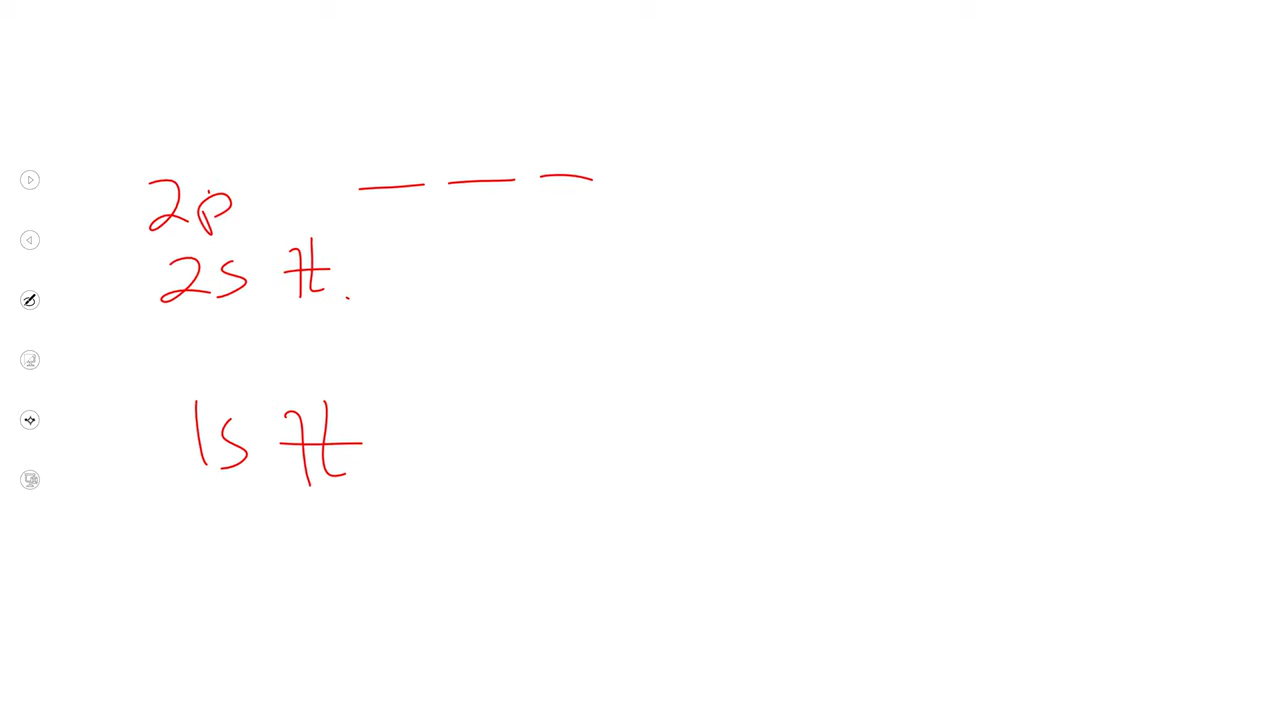 2p _ _ _
2s ⥮
1s ⥮